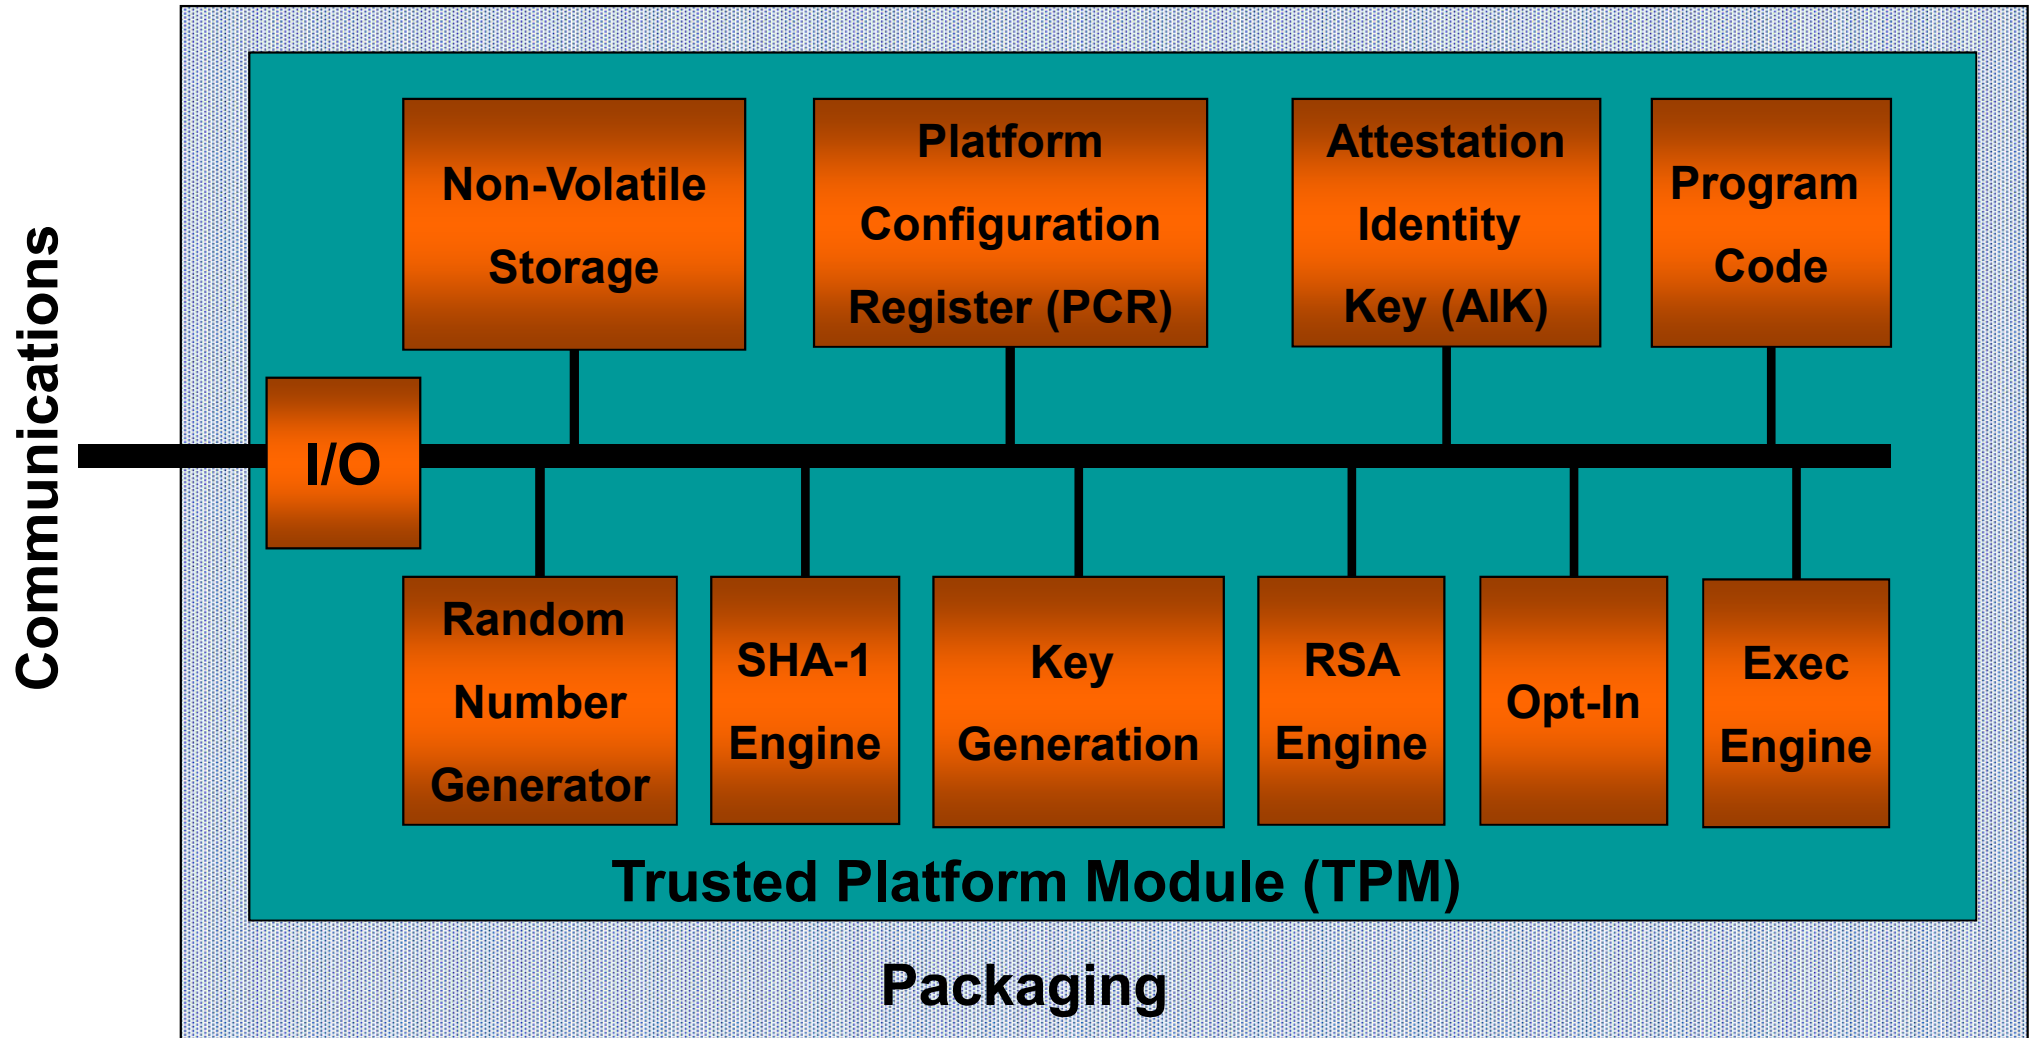 Communications
Non-Volatile
Storage
Platform
Configuration
Register (PCR)
Attestation
Identity
Key (AIK)
Program
Code
I/O
Random
Number
Generator
SHA-1
Engine
Key
Generation
RSA
Engine
Opt-In
Exec
Engine
Trusted Platform Module (TPM)
Packaging